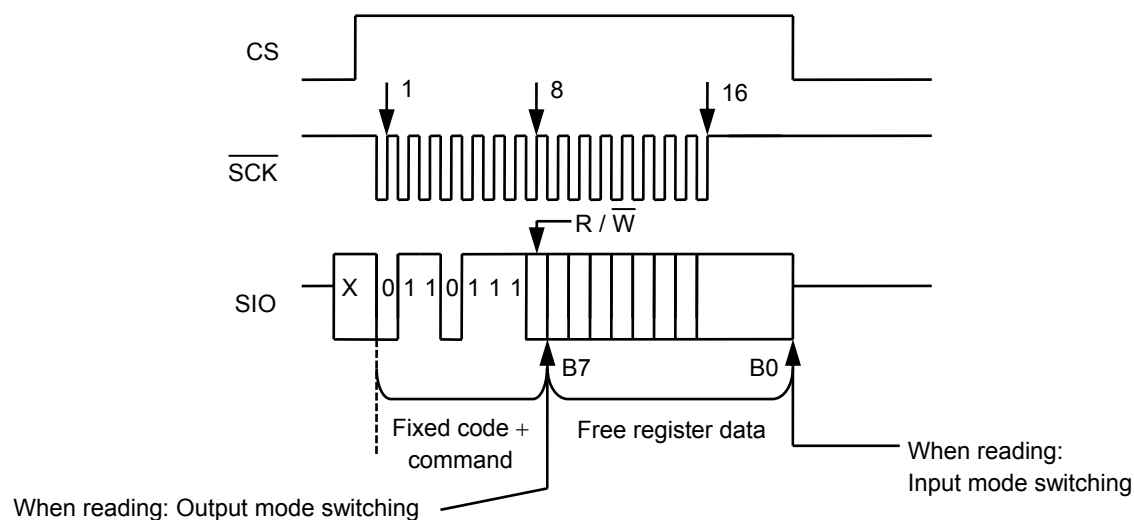 CS
1
8
16
SCK
R / W
SIO
X
0
1
1
0
1
1
1
B7
B0
Fixed code +
command
Free register data
When reading:
Input mode switching
When reading: Output mode switching